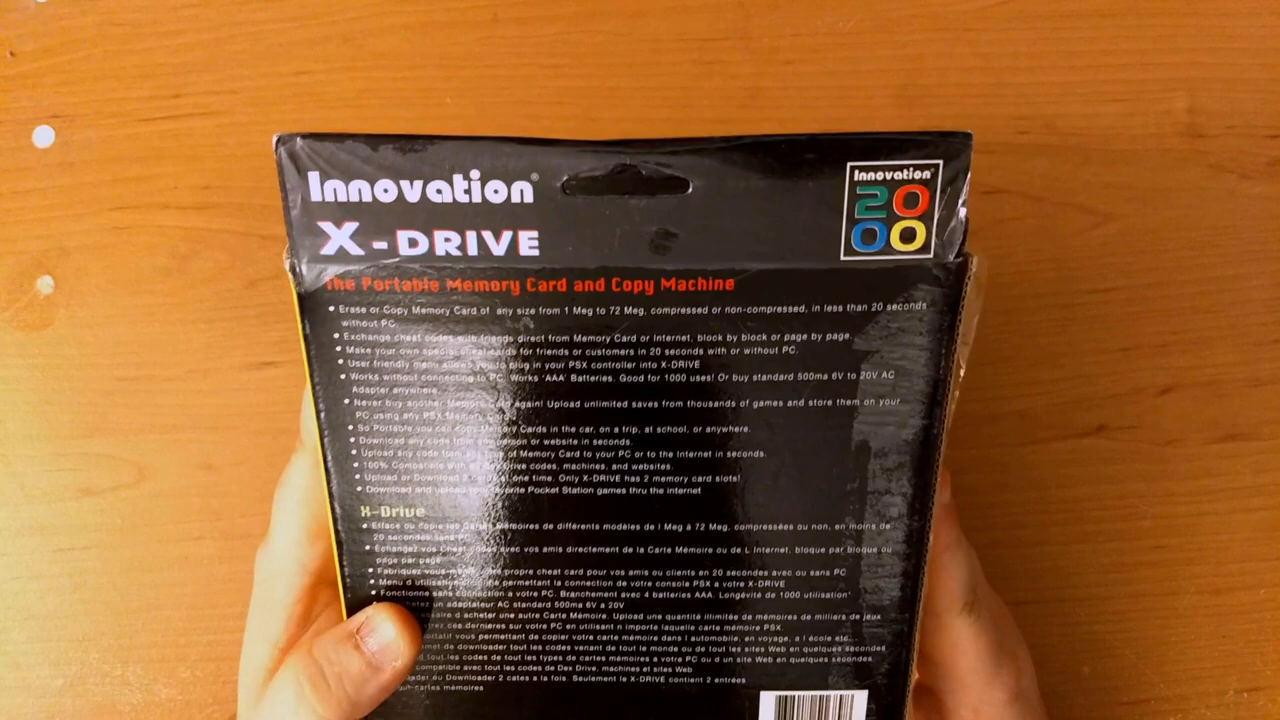 Innovation®
X-DRIVE
Innovation®
2000
The Portable Memory Card and Copy Machine
• Erase or Copy Memory Card of any size from 1 Meg to 72 Meg, compressed or non-compressed, in less than 20 seconds
without PC.
• Exchange cheat codes with friends direct from Memory Card or Internet, block by block or page by page.
• Make your own special cheat cards for friends or customers in 20 seconds with or without PC.
• User friendly menu allows you to plug in your PSX controller into X-DRIVE
• Works without connecting to PC. Works 'AAA' Batteries. Good for 1000 uses! Or buy standard 500ma 6V to 20V AC
Adapter anywhere.
• Never buy another Memory Card again! Upload unlimited saves from thousands of games and store them on your
PC using any PSX Memory Card.
• So Portable you can copy Memory Cards in the car, on a trip, at school, or anywhere.
• Download any code from any person or website in seconds.
• Upload any code from any type of Memory Card to your PC or to the Internet in seconds.
• 100% Compatible with all Dex Drive codes, machines, and websites.
• Upload or Download 2 cards at one time. Only X-DRIVE has 2 memory card slots!
• Download and upload your favorite Pocket Station games thru the internet
X-Drive
• Efface ou copie les Cartes Mémoires de différents modèles de l Meg à 72 Meg, compressées ou non, en moins de
20 secondes sans PC
• Échangez vos Cheat codes avec vos amis directement de la Carte Mémoire ou de L Internet, bloque par bloque ou
page par page
• Fabriquez vous-même votre propre cheat card pour vos amis ou clients en 20 secondes avec ou sans PC
• Menu d utilisation permettant la connection de votre console PSX a votre X-DRIVE
• Fonctionne sans connection a votre PC. Branchement avec 4 batteries AAA. Longévité de 1000 utilisation'
un adaptateur AC standard 500ma 6V a 20V
d acheter une autre Carte Mémoire. Upload une quantité illimitée de mémoires de milliers de jeux
ces dernières sur votre PC en utilisant n importe laquelle carte mémoire PSX.
vous permettant de copier votre carte mémoire dans l automobile, en voyage, a l école etc...
de downloader tout les codes venant de tout le monde ou de tout les sites Web en quelques secondes
tout les codes de tout les types de cartes mémoires a votre PC ou d un site Web en quelques secondes
avec tout les codes de Dex Drive, machines et sites Web
ou Downloader 2 cates a la fois. Seulement le X-DRIVE contient 2 entrées
cartes mémoires